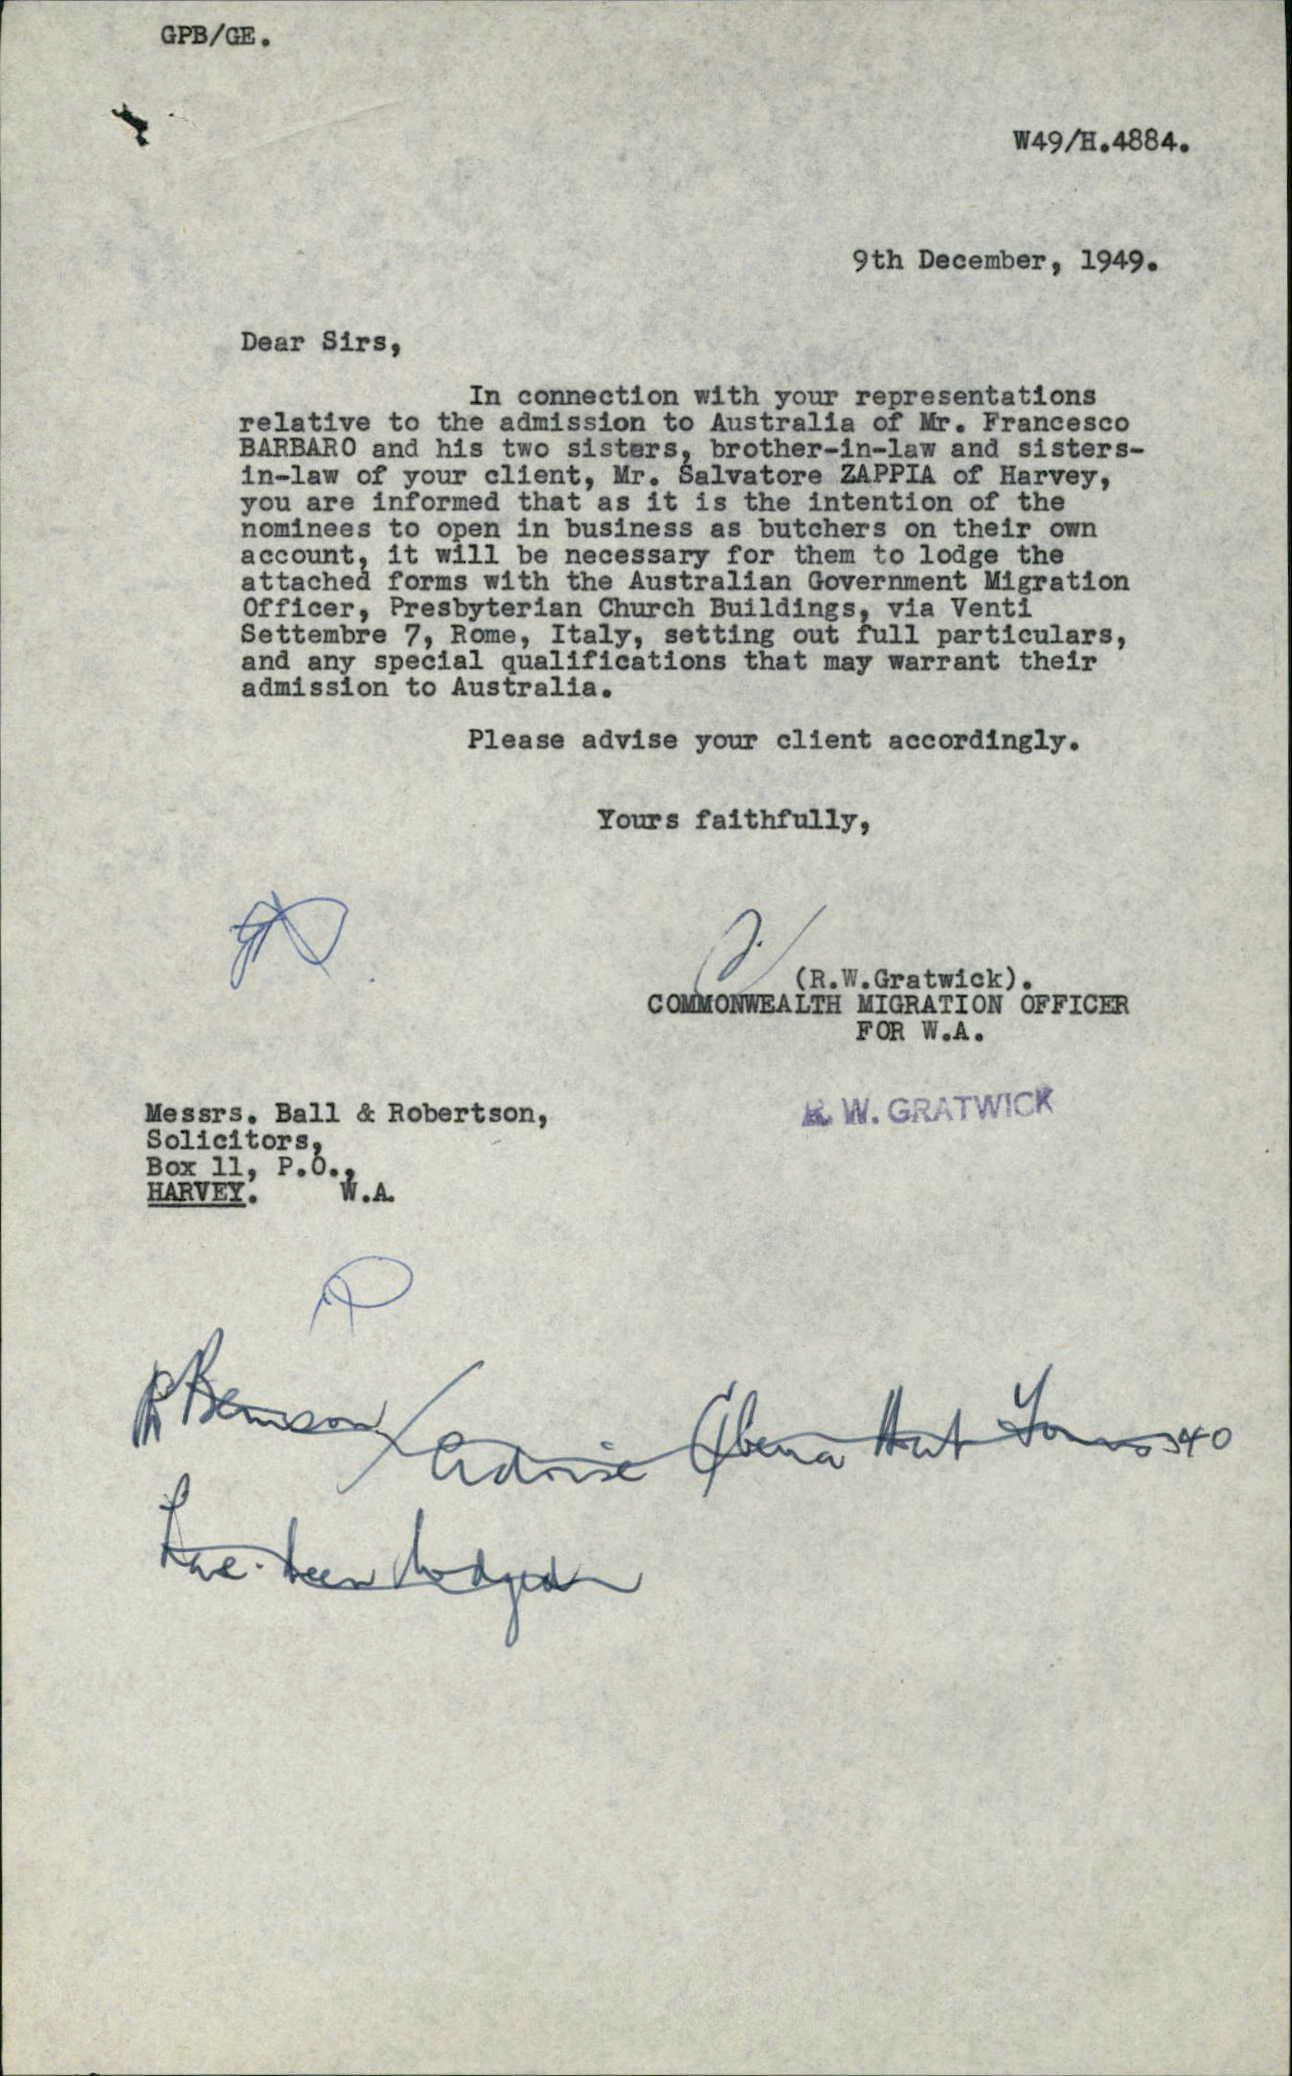 GPB/GE.
W49/H.4884.
9th December, 1949.
Dear Sirs,
In connection with your representations
relative to the admission to Australia of Mr. Francesco
BARBARO and his two sisters, brother-in-law and sisters-
in-law of your client, Mr. Salvatore ZAPPIA of Harvey,
you are informed that as it is the intention of the
nominees to open in business as butchers on their own
account, it will be necessary for them to lodge the
attached forms with the Australian Government Migration
Officer, Presbyterian Church Buildings, via Venti
Settembre 7, Rome, Italy, setting out full particulars,
and any special qualifications that may warrant their
admission to Australia.
Please advise your client accordingly.
Yours faithfully,
(R.W.Gratwick).
COMMONWEALTH MIGRATION OFFICER
FOR W.A.
R. W. GRATWICK
Messrs. Ball & Robertson,
Solicitors,
Box 11, P.O.,
HARVEY. W.A.
advise 40
have been lodged